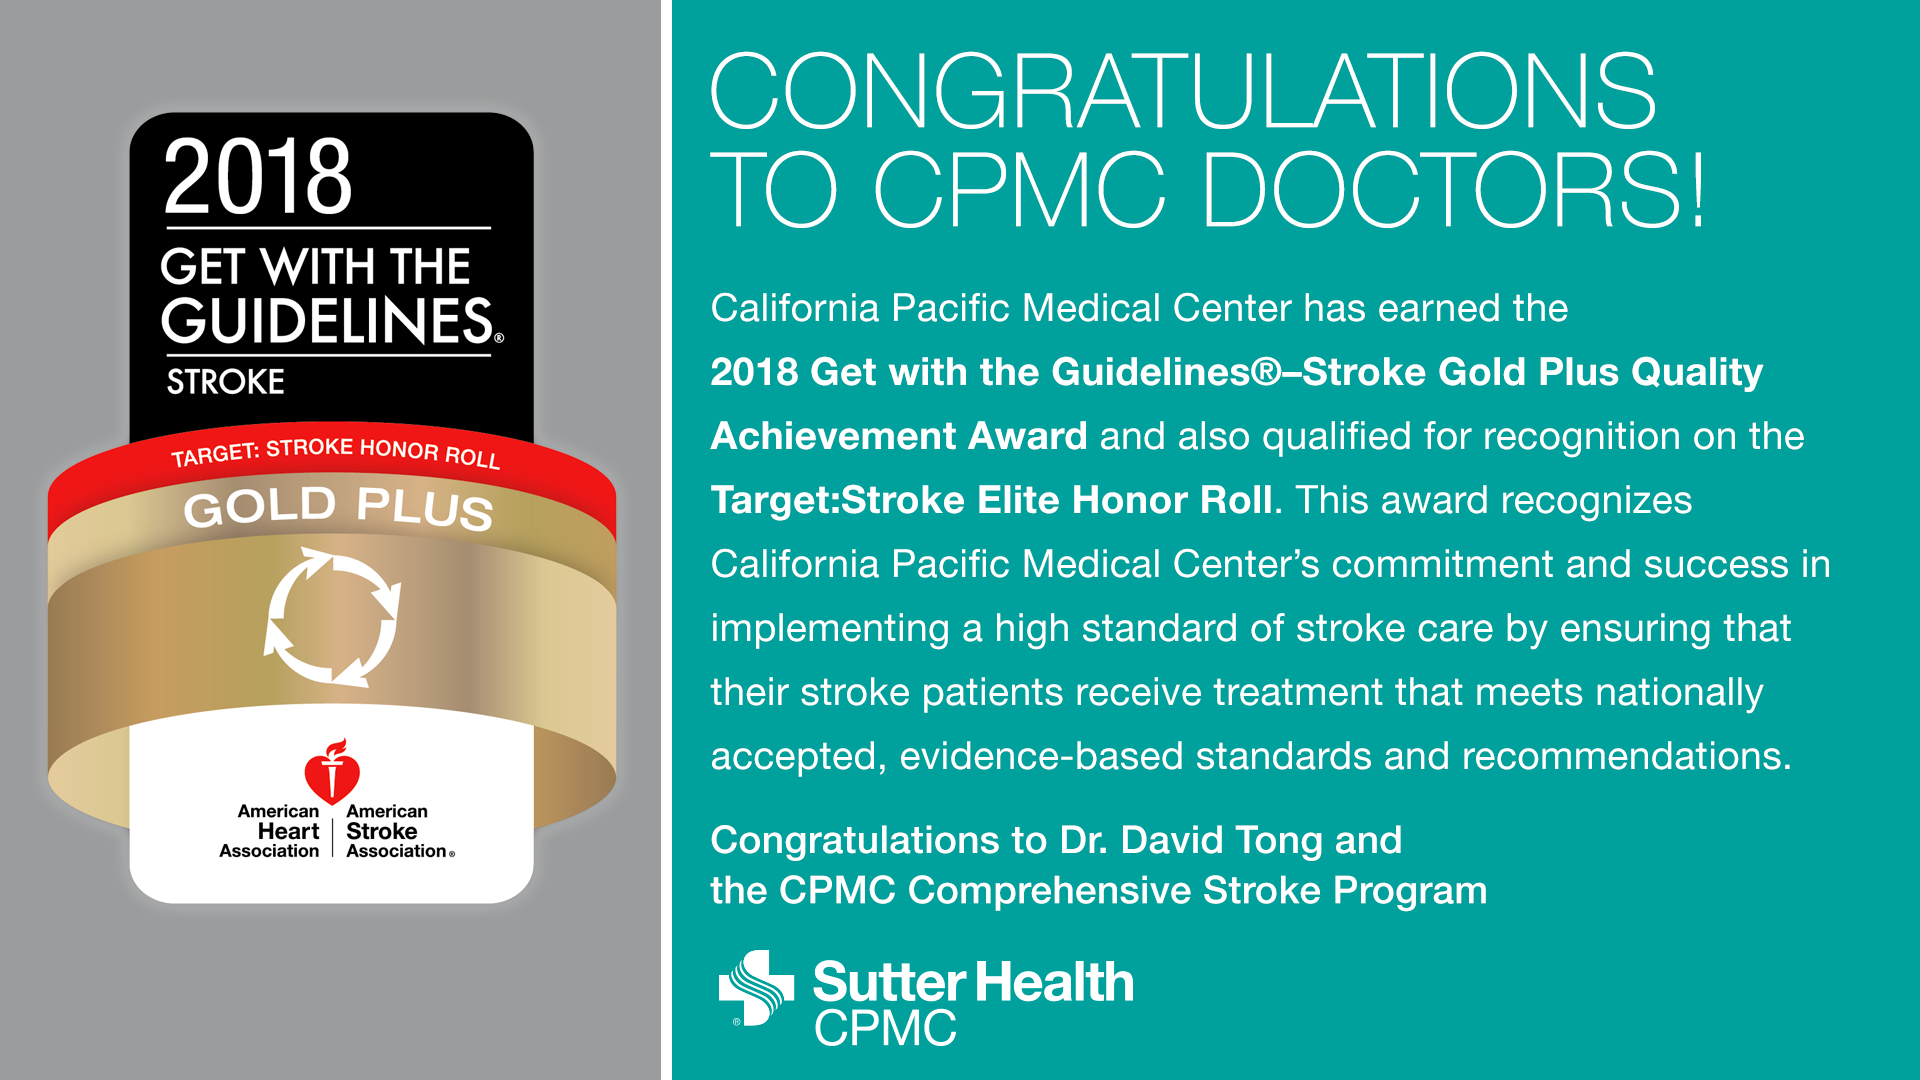 2018
GET WITH THE
GUIDELINES®
STROKE
TARGET: STROKE HONOR ROLL
GOLD PLUS
American
Heart
Association
American
Stroke
Association®
CONGRATULATIONS
TO CPMC DOCTORS!
California Pacific Medical Center has earned the
2018 Get with the Guidelines®–Stroke Gold Plus Quality
Achievement Award and also qualified for recognition on the
Target:Stroke Elite Honor Roll. This award recognizes
California Pacific Medical Center’s commitment and success in
implementing a high standard of stroke care by ensuring that
their stroke patients receive treatment that meets nationally
accepted, evidence-based standards and recommendations.
Congratulations to Dr. David Tong and
the CPMC Comprehensive Stroke Program
®
Sutter Health
CPMC